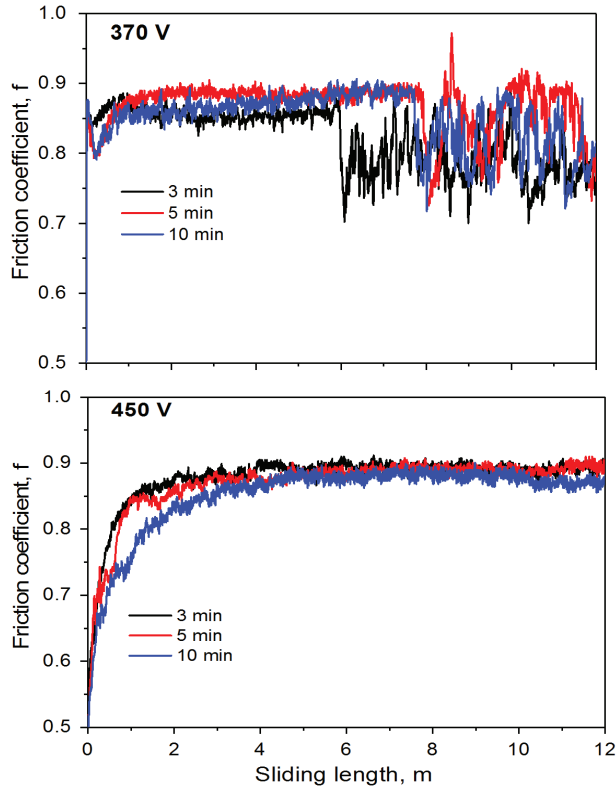 370 V
1.0
0.9
0.8
0.7
0.6
0.5
Friction coefficient, f
3 min
5 min
10 min
450 V
1.0
0.9
0.8
0.7
0.6
0.5
Friction coefficient, f
3 min
5 min
10 min
0 2 4 6 8 10 12
Sliding length, m